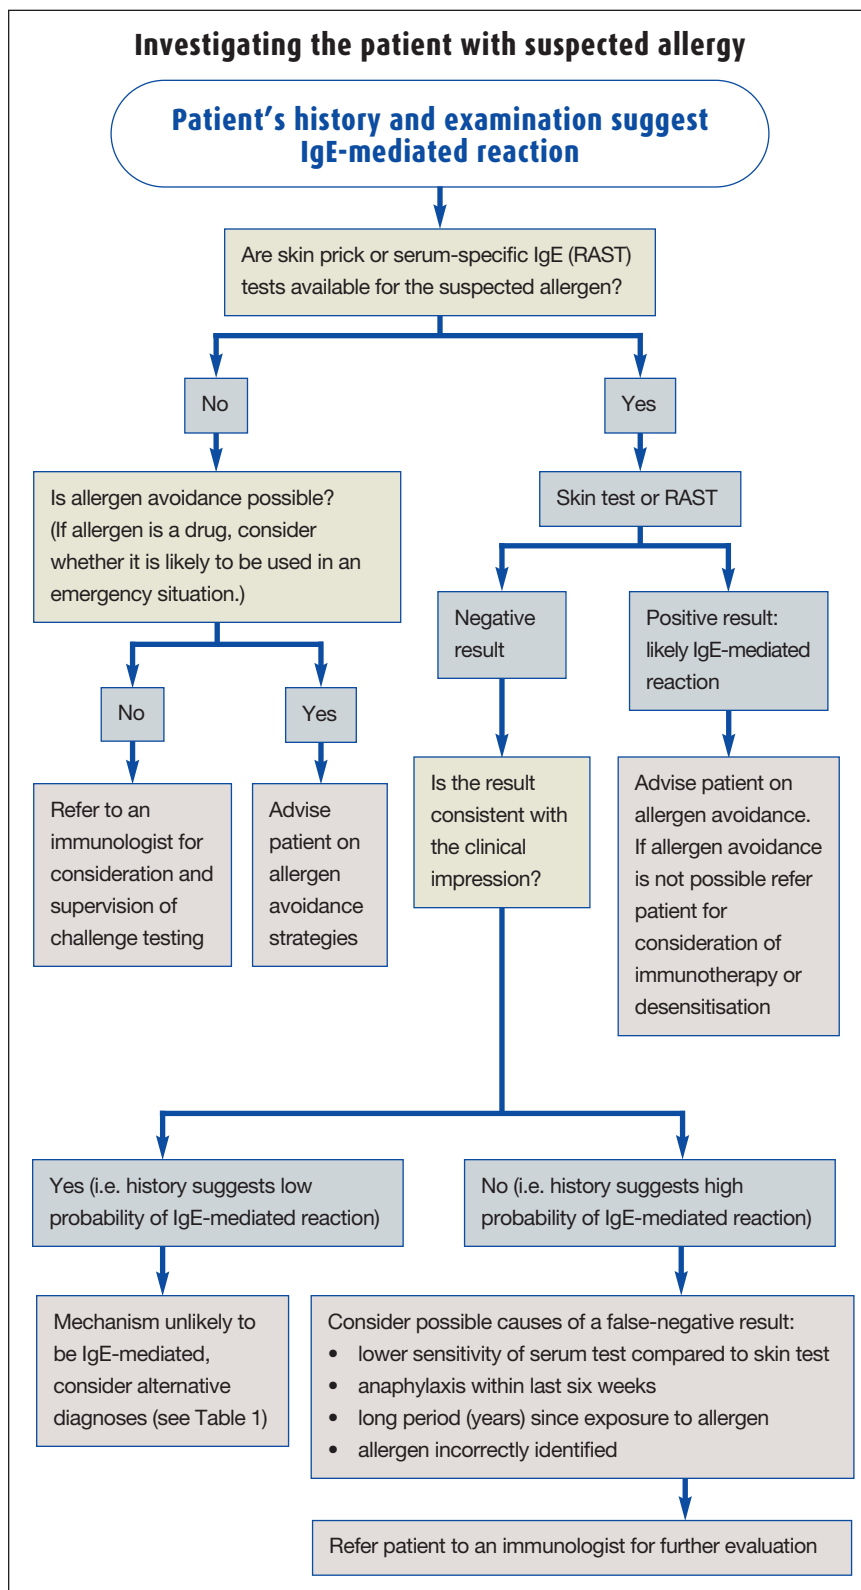 Investigating the patient with suspected allergy
Patient's history and examination suggest
IgE-mediated reaction
Are skin prick or serum-specific IgE (RAST)
tests available for the suspected allergen?
No
Yes
Is allergen avoidance possible?
(If allergen is a drug, consider
whether it is likely to be used in an
emergency situation.)
Skin test or RAST
Negative
result
Positive result:
likely IgE-mediated
reaction
No
Yes
Refer to an
immunologist for
consideration and
supervision of
challenge testing
Advise
patient on
allergen
avoidance
strategies
Is the result
consistent with
the clinical
impression?
Advise patient on
allergen avoidance.
If allergen avoidance
is not possible refer
patient for
consideration of
immunotherapy or
desensitisation
Yes (i.e. history suggests low
probability of IgE-mediated reaction)
No (i.e. history suggests high
probability of IgE-mediated reaction)
Mechanism unlikely to
be IgE-mediated,
consider alternative
diagnoses (see Table 1)
Consider possible causes of a false-negative result:
• lower sensitivity of serum test compared to skin test
• anaphylaxis within last six weeks
• long period (years) since exposure to allergen
• allergen incorrectly identified
Refer patient to an immunologist for further evaluation